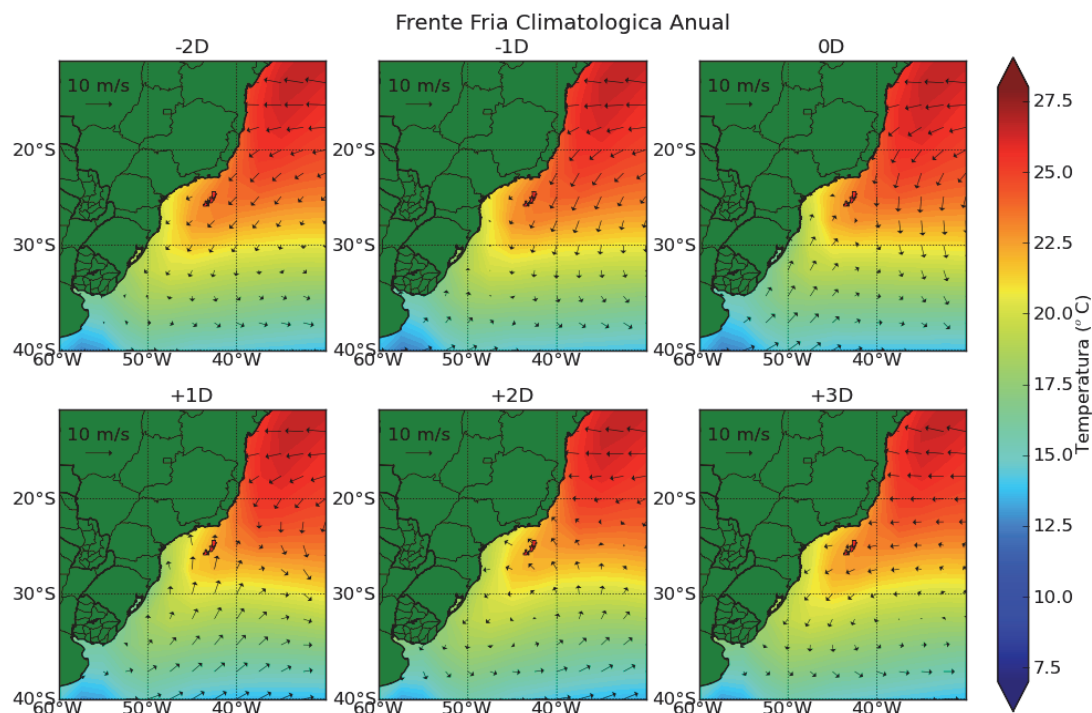 Frente Fria Climatologica Anual
-2D
-1D
0D
10 m/s
10 m/s
10 m/s
20°S
20°S
20°S
30°S
30°S
30°S
40°S
40°S
40°S
60°W
50°W
40°W
60°W
50°W
40°W
60°W
50°W
40°W
+1D
+2D
+3D
10 m/s
10 m/s
10 m/s
20°S
20°S
20°S
30°S
30°S
30°S
40°S
40°S
40°S
60°W
50°W
40°W
60°W
50°W
40°W
60°W
50°W
40°W
27.5
25.0
22.5
20.0
17.5
15.0
12.5
10.0
7.5
Temperatura (° C)